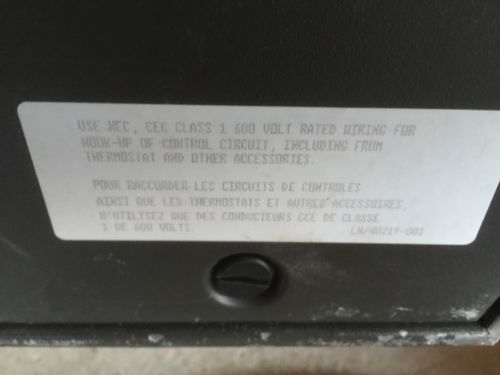 USE NEC, CEC CLASS 1 600 VOLT RATED WIRING FOR
HOOK-UP OF CONTROL CIRCUIT, INCLUDING FROM
THERMOSTAT AND OTHER ACCESSORIES.
POUR RACCORDER LES CIRCUITS DE CONTROLES
AINSI QUE LES THERMOSTATS ET AUTRES ACCESSOIRES,
N'UTILISEZ QUE DES CONDUCTEURS CCE DE CLASSE
1 DE 600 VOLTS. LW/40219-001